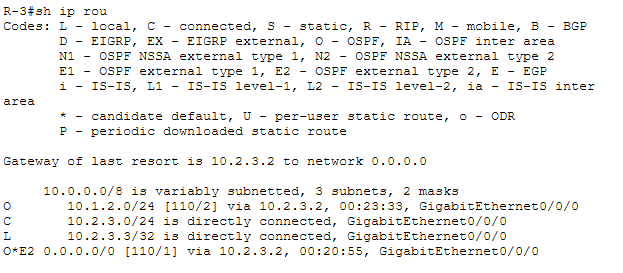 R-3#sh ip rou
Codes: L - local, C - connected, S - static, R - RIP, M - mobile, B - BGP
       D - EIGRP, EX - EIGRP external, O - OSPF, IA - OSPF inter area
       N1 - OSPF NSSA external type 1, N2 - OSPF NSSA external type 2
       E1 - OSPF external type 1, E2 - OSPF external type 2, E - EGP
       i - IS-IS, L1 - IS-IS level-1, L2 - IS-IS level-2, ia - IS-IS inter
area
       * - candidate default, U - per-user static route, o - ODR
       P - periodic downloaded static route
Gateway of last resort is 10.2.3.2 to network 0.0.0.0
     10.0.0.0/8 is variably subnetted, 3 subnets, 2 masks
O       10.1.2.0/24 [110/2] via 10.2.3.2, 00:23:33, GigabitEthernet0/0/0
C       10.2.3.0/24 is directly connected, GigabitEthernet0/0/0
L       10.2.3.3/32 is directly connected, GigabitEthernet0/0/0
O*E2 0.0.0.0/0 [110/1] via 10.2.3.2, 00:20:55, GigabitEthernet0/0/0